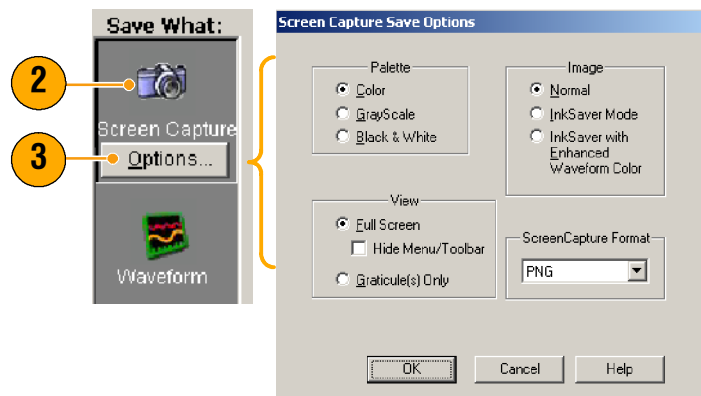 Save What:
2
Screen Capture
3
Options...
Waveform
Screen Capture Save Options
Palette
Color
GrayScale
Black & White
Image
Normal
InkSaver Mode
InkSaver with
Enhanced
Waveform Color
View
Full Screen
Hide Menu/Toolbar
Graticule(s) Only
ScreenCapture Format
PNG
OK
Cancel
Help